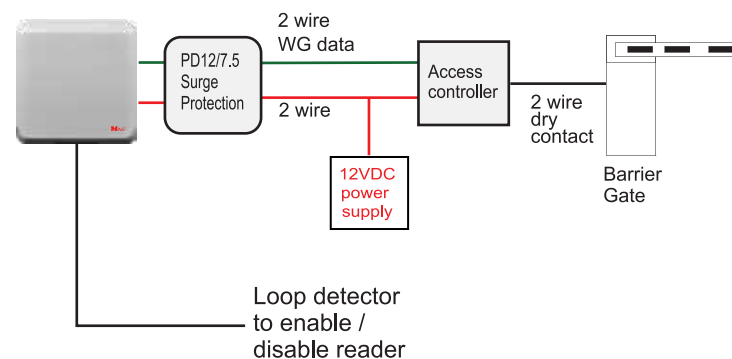 2 wire
WG data
PD12/7.5
Surge
Protection
2 wire
Access
controller
2 wire
dry
contact
12VDC
power
supply
Barrier
Gate
Loop detector
to enable /
disable reader